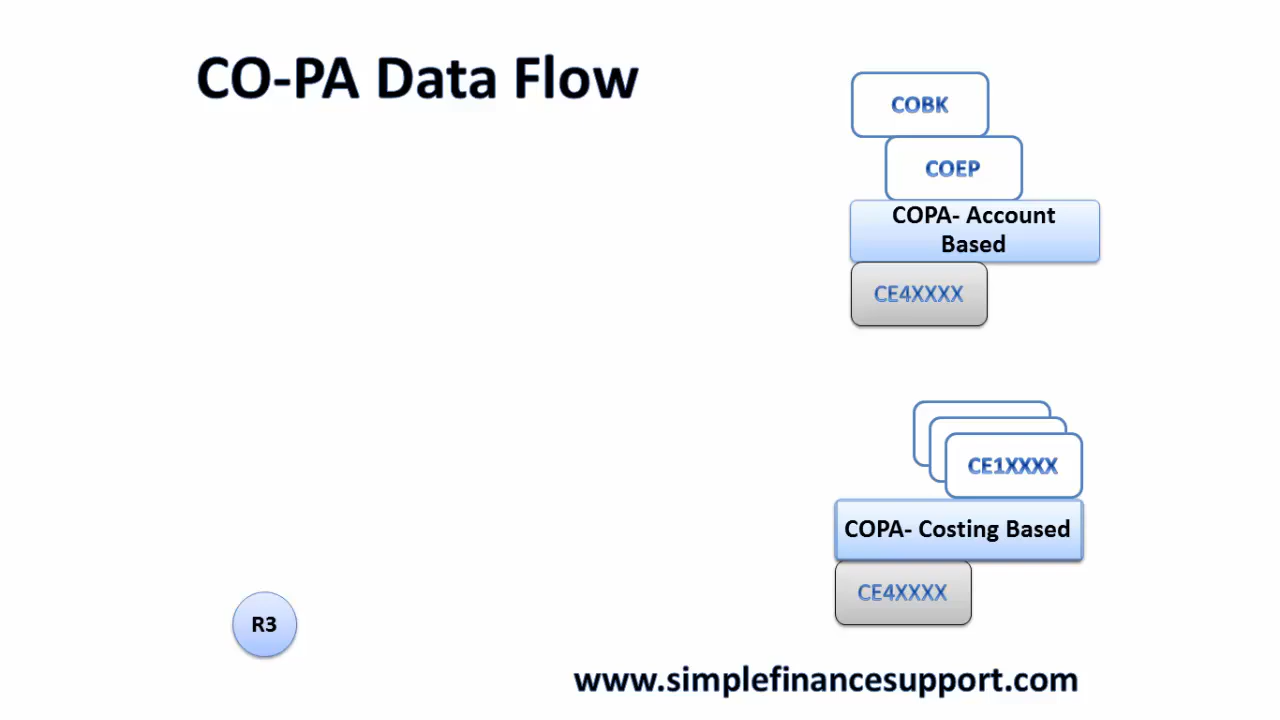 CO-PA Data Flow
COBK
COEP
COPA- Account
Based
CE4XXXX
CE1XXXX
COPA- Costing Based
CE4XXXX
R3
www.simplefinancesupport.com